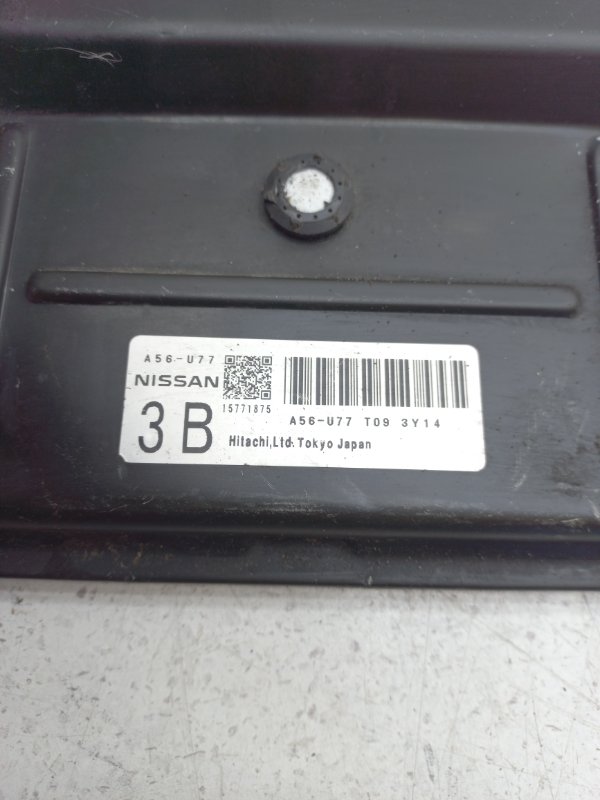 A56-U77
NISSAN
15771875
3B
A56-U77 T09 3Y14
Hitachi,Ltd. Tokyo Japan